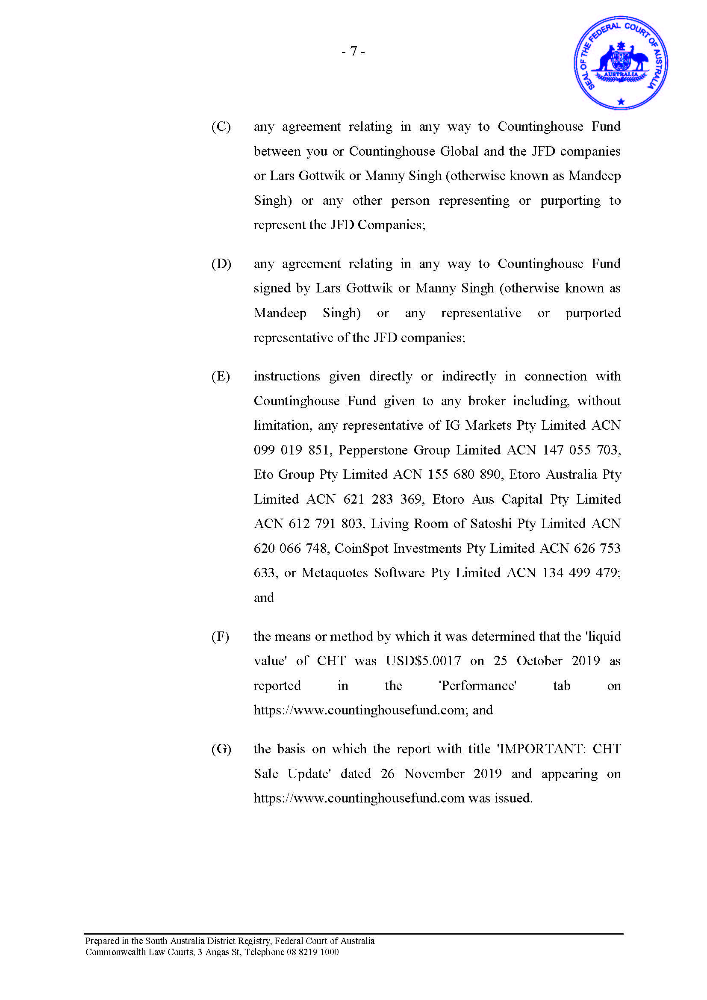 - 7 -
SEAL OF THE FEDERAL COURT OF AUSTRALIA
AUSTRALIA
(C) any agreement relating in any way to Countinghouse Fund
between you or Countinghouse Global and the JFD companies
or Lars Gottwik or Manny Singh (otherwise known as Mandeep
Singh) or any other person representing or purporting to
represent the JFD Companies;
(D) any agreement relating in any way to Countinghouse Fund
signed by Lars Gottwik or Manny Singh (otherwise known as
Mandeep Singh) or any representative or purported
representative of the JFD companies;
(E) instructions given directly or indirectly in connection with
Countinghouse Fund given to any broker including, without
limitation, any representative of IG Markets Pty Limited ACN
099 019 851, Pepperstone Group Limited ACN 147 055 703,
Eto Group Pty Limited ACN 155 680 890, Etoro Australia Pty
Limited ACN 621 283 369, Etoro Aus Capital Pty Limited
ACN 612 791 803, Living Room of Satoshi Pty Limited ACN
620 066 748, CoinSpot Investments Pty Limited ACN 626 753
633, or Metaquotes Software Pty Limited ACN 134 499 479;
and
(F) the means or method by which it was determined that the 'liquid
value' of CHT was USD$5.0017 on 25 October 2019 as
reported in the 'Performance' tab on
https://www.countinghousefund.com; and
(G) the basis on which the report with title 'IMPORTANT: CHT
Sale Update' dated 26 November 2019 and appearing on
https://www.countinghousefund.com was issued.
Prepared in the South Australia District Registry, Federal Court of Australia
Commonwealth Law Courts, 3 Angas St, Telephone 08 8219 1000